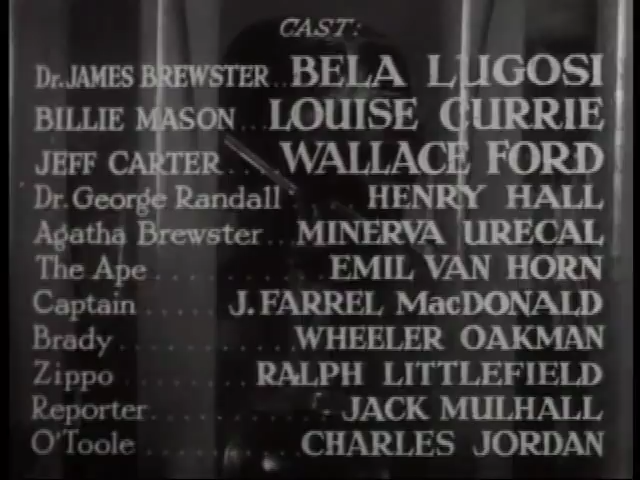 CAST:
Dr. JAMES BREWSTER .. BELA LUGOSI
BILLIE MASON ... LOUISE CURRIE
JEFF CARTER .... WALLACE FORD
Dr. George Randall . HENRY HALL
Agatha Brewster .. MINERVA URECAL
The Ape .......... EMIL VAN HORN
Captain ...... J. FARREL MacDONALD
Brady .......... WHEELER OAKMAN
Zippo ........ RALPH LITTLEFIELD
Reporter ........... JACK MULHALL
O'Toole .......... CHARLES JORDAN